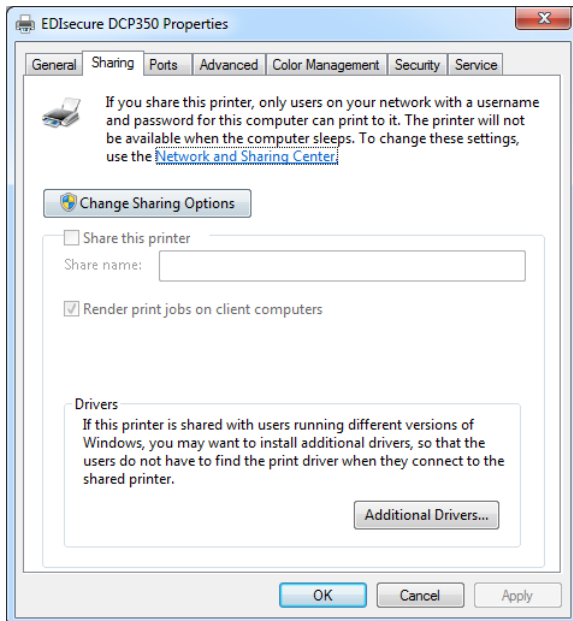 EDIsecure DCP350 Properties
General Sharing Ports Advanced Color Management Security Service
If you share this printer, only users on your network with a username
and password for this computer can print to it. The printer will not
be available when the computer sleeps. To change these settings,
use the Network and Sharing Center.
Change Sharing Options
Share this printer
Share name:
Render print jobs on client computers
Drivers
If this printer is shared with users running different versions of
Windows, you may want to install additional drivers, so that the
users do not have to find the print driver when they connect to the
shared printer.
Additional Drivers...
OK Cancel Apply